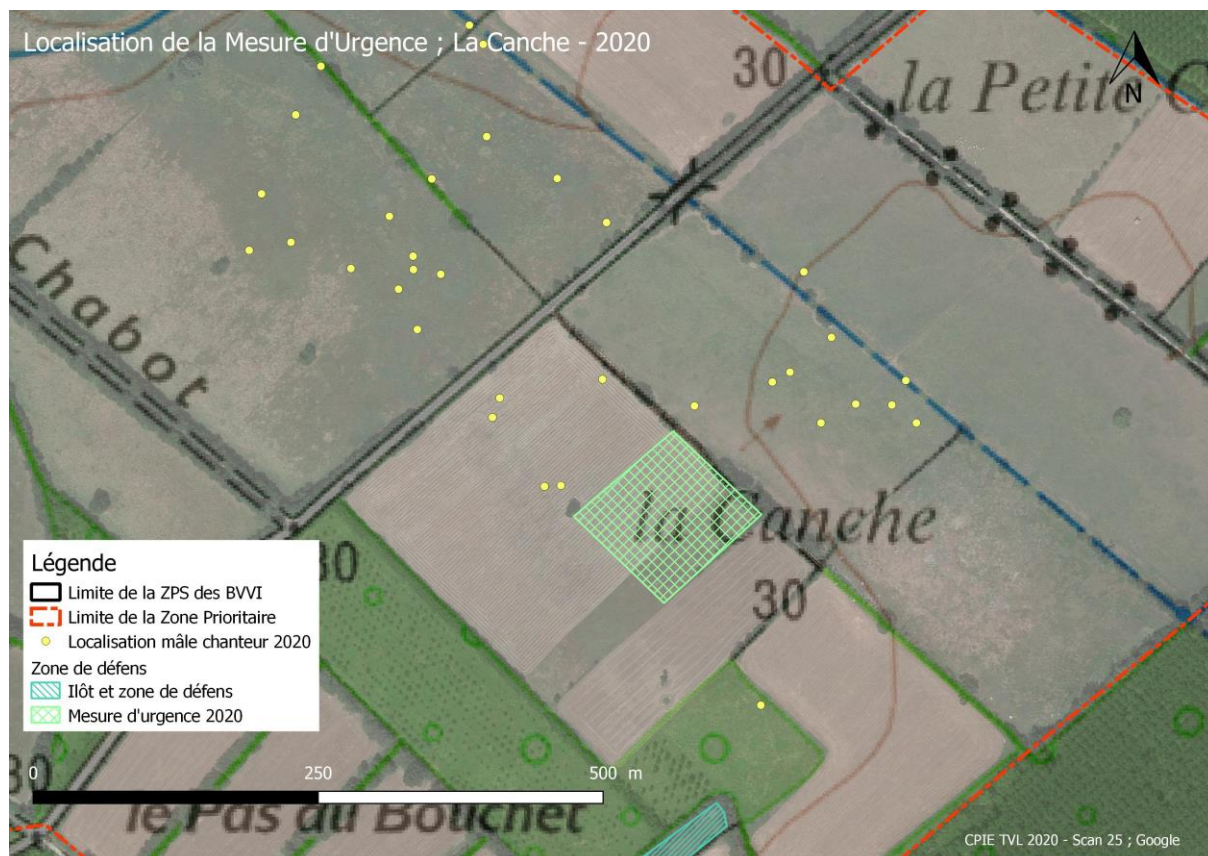 Localisation de la Mesure d'Urgence ; La Canche - 2020
30
la Petite C
N
Chabot
la Canche
30
30
Légende
Limite de la ZPS des BVVI
Limite de la Zone Prioritaire
Localisation mâle chanteur 2020
Zone de défens
Ilôt et zone de défens
Mesure d'urgence 2020
30
0 250 500 m
le Pas du Bouchet
CPIE TVL 2020 - Scan 25 ; Google